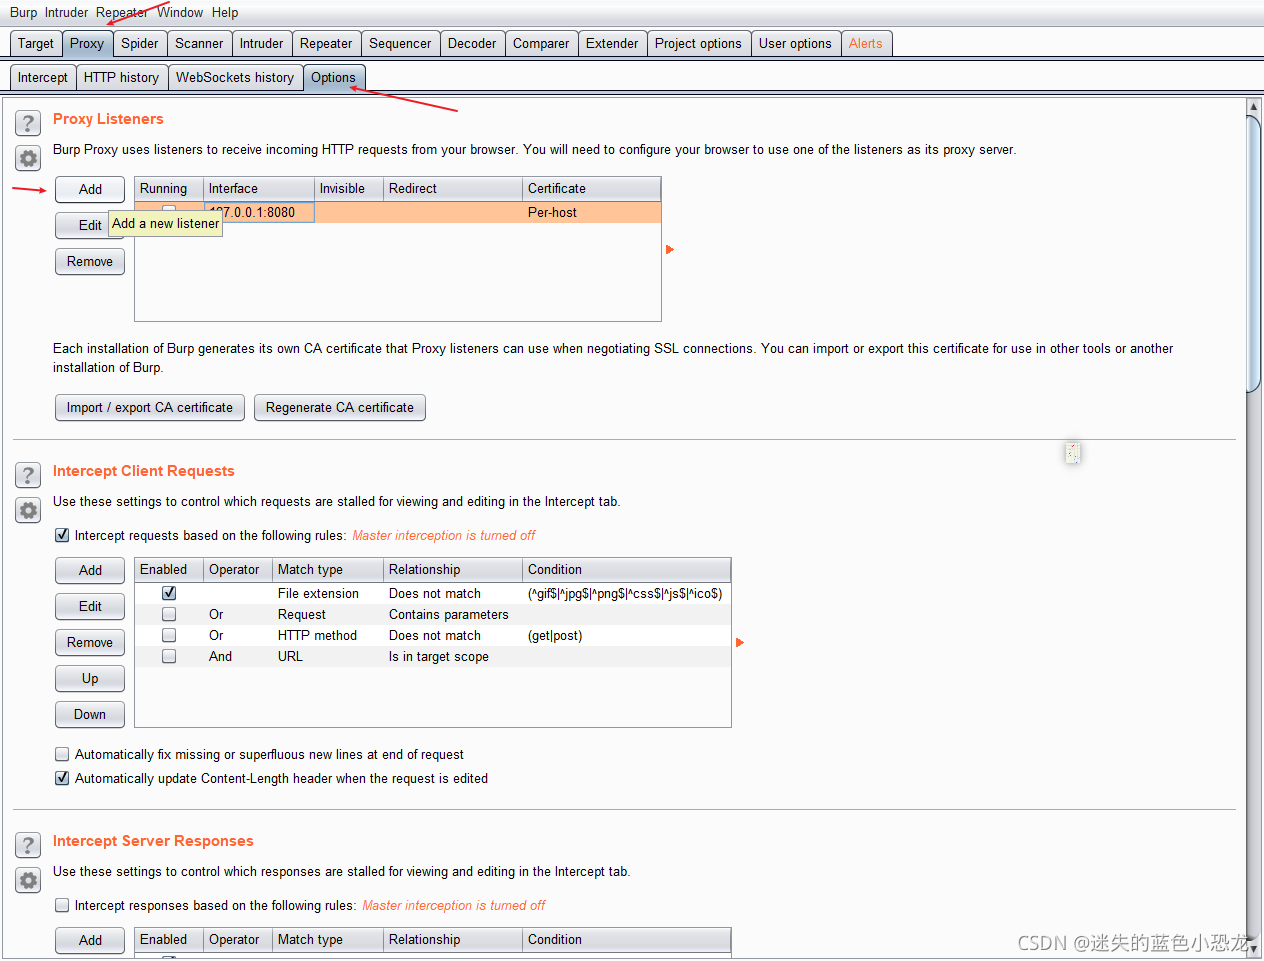 Burp Intruder Repeater Window Help
Target Proxy Spider Scanner Intruder Repeater Sequencer Decoder Comparer Extender Project options User options Alerts
Intercept HTTP history WebSockets history Options
Proxy Listeners
Burp Proxy uses listeners to receive incoming HTTP requests from your browser. You will need to configure your browser to use one of the listeners as its proxy server.
Add Running Interface Invisible Redirect Certificate
127.0.0.1:8080 Per-host
Edit Add a new listener
Remove
Each installation of Burp generates its own CA certificate that Proxy listeners can use when negotiating SSL connections. You can import or export this certificate for use in other tools or another
installation of Burp.
Import / export CA certificate Regenerate CA certificate
Intercept Client Requests
Use these settings to control which requests are stalled for viewing and editing in the Intercept tab.
Intercept requests based on the following rules: Master interception is turned off
Add Enabled Operator Match type Relationship Condition
File extension Does not match (^gif$|^jpg$|^png$|^css$|^js$|^ico$)
Edit Or Request Contains parameters
Or HTTP method Does not match (get|post)
Remove And URL Is in target scope
Up
Down
Automatically fix missing or superfluous new lines at end of request
Automatically update Content-Length header when the request is edited
Intercept Server Responses
Use these settings to control which responses are stalled for viewing and editing in the Intercept tab.
Intercept responses based on the following rules: Master interception is turned off
Add Enabled Operator Match type Relationship Condition
CSDN @迷失的蓝色小恐龙